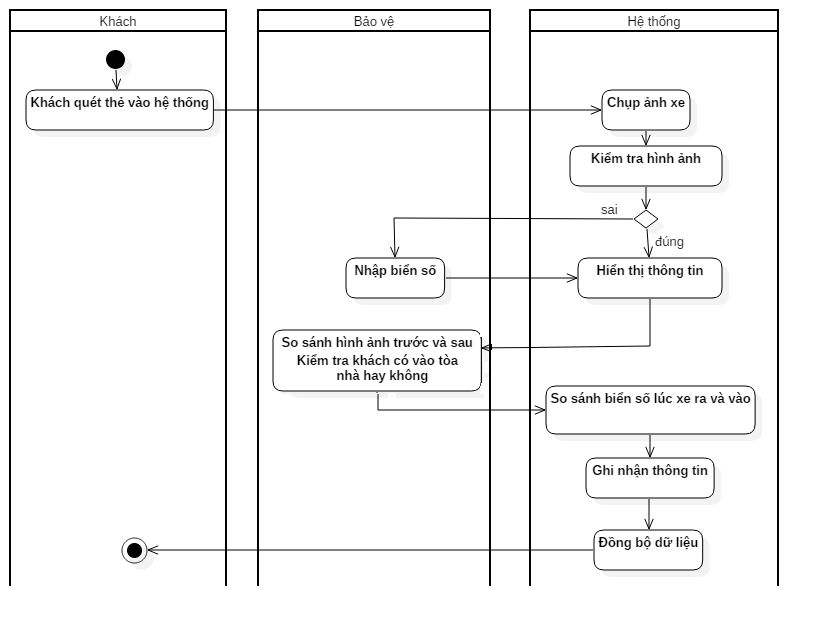 Khách
Bảo vệ
Hệ thống
Khách quét thẻ vào hệ thống
Chụp ảnh xe
Kiểm tra hình ảnh
sai
đúng
Nhập biển số
Hiển thị thông tin
So sánh hình ảnh trước và sau
Kiểm tra khách có vào tòa
nhà hay không
So sánh biển số lúc xe ra và vào
Ghi nhận thông tin
Đồng bộ dữ liệu